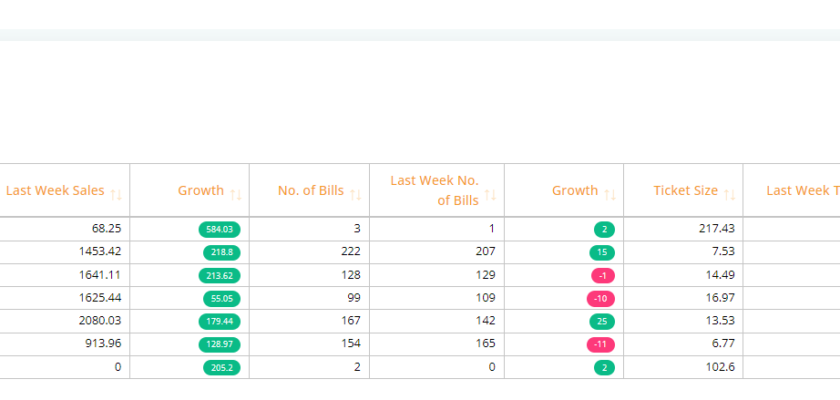 Last Week Sales Growth No. of Bills Last Week No. of Bills Growth Ticket Size Last Week T
68.25 584.03 3 1 2 217.43
1453.42 218.8 222 207 15 7.53
1641.11 213.62 128 129 -1 14.49
1625.44 55.05 99 109 -10 16.97
2080.03 179.44 167 142 25 13.53
913.96 128.97 154 165 -11 6.77
0 205.2 2 0 2 102.6